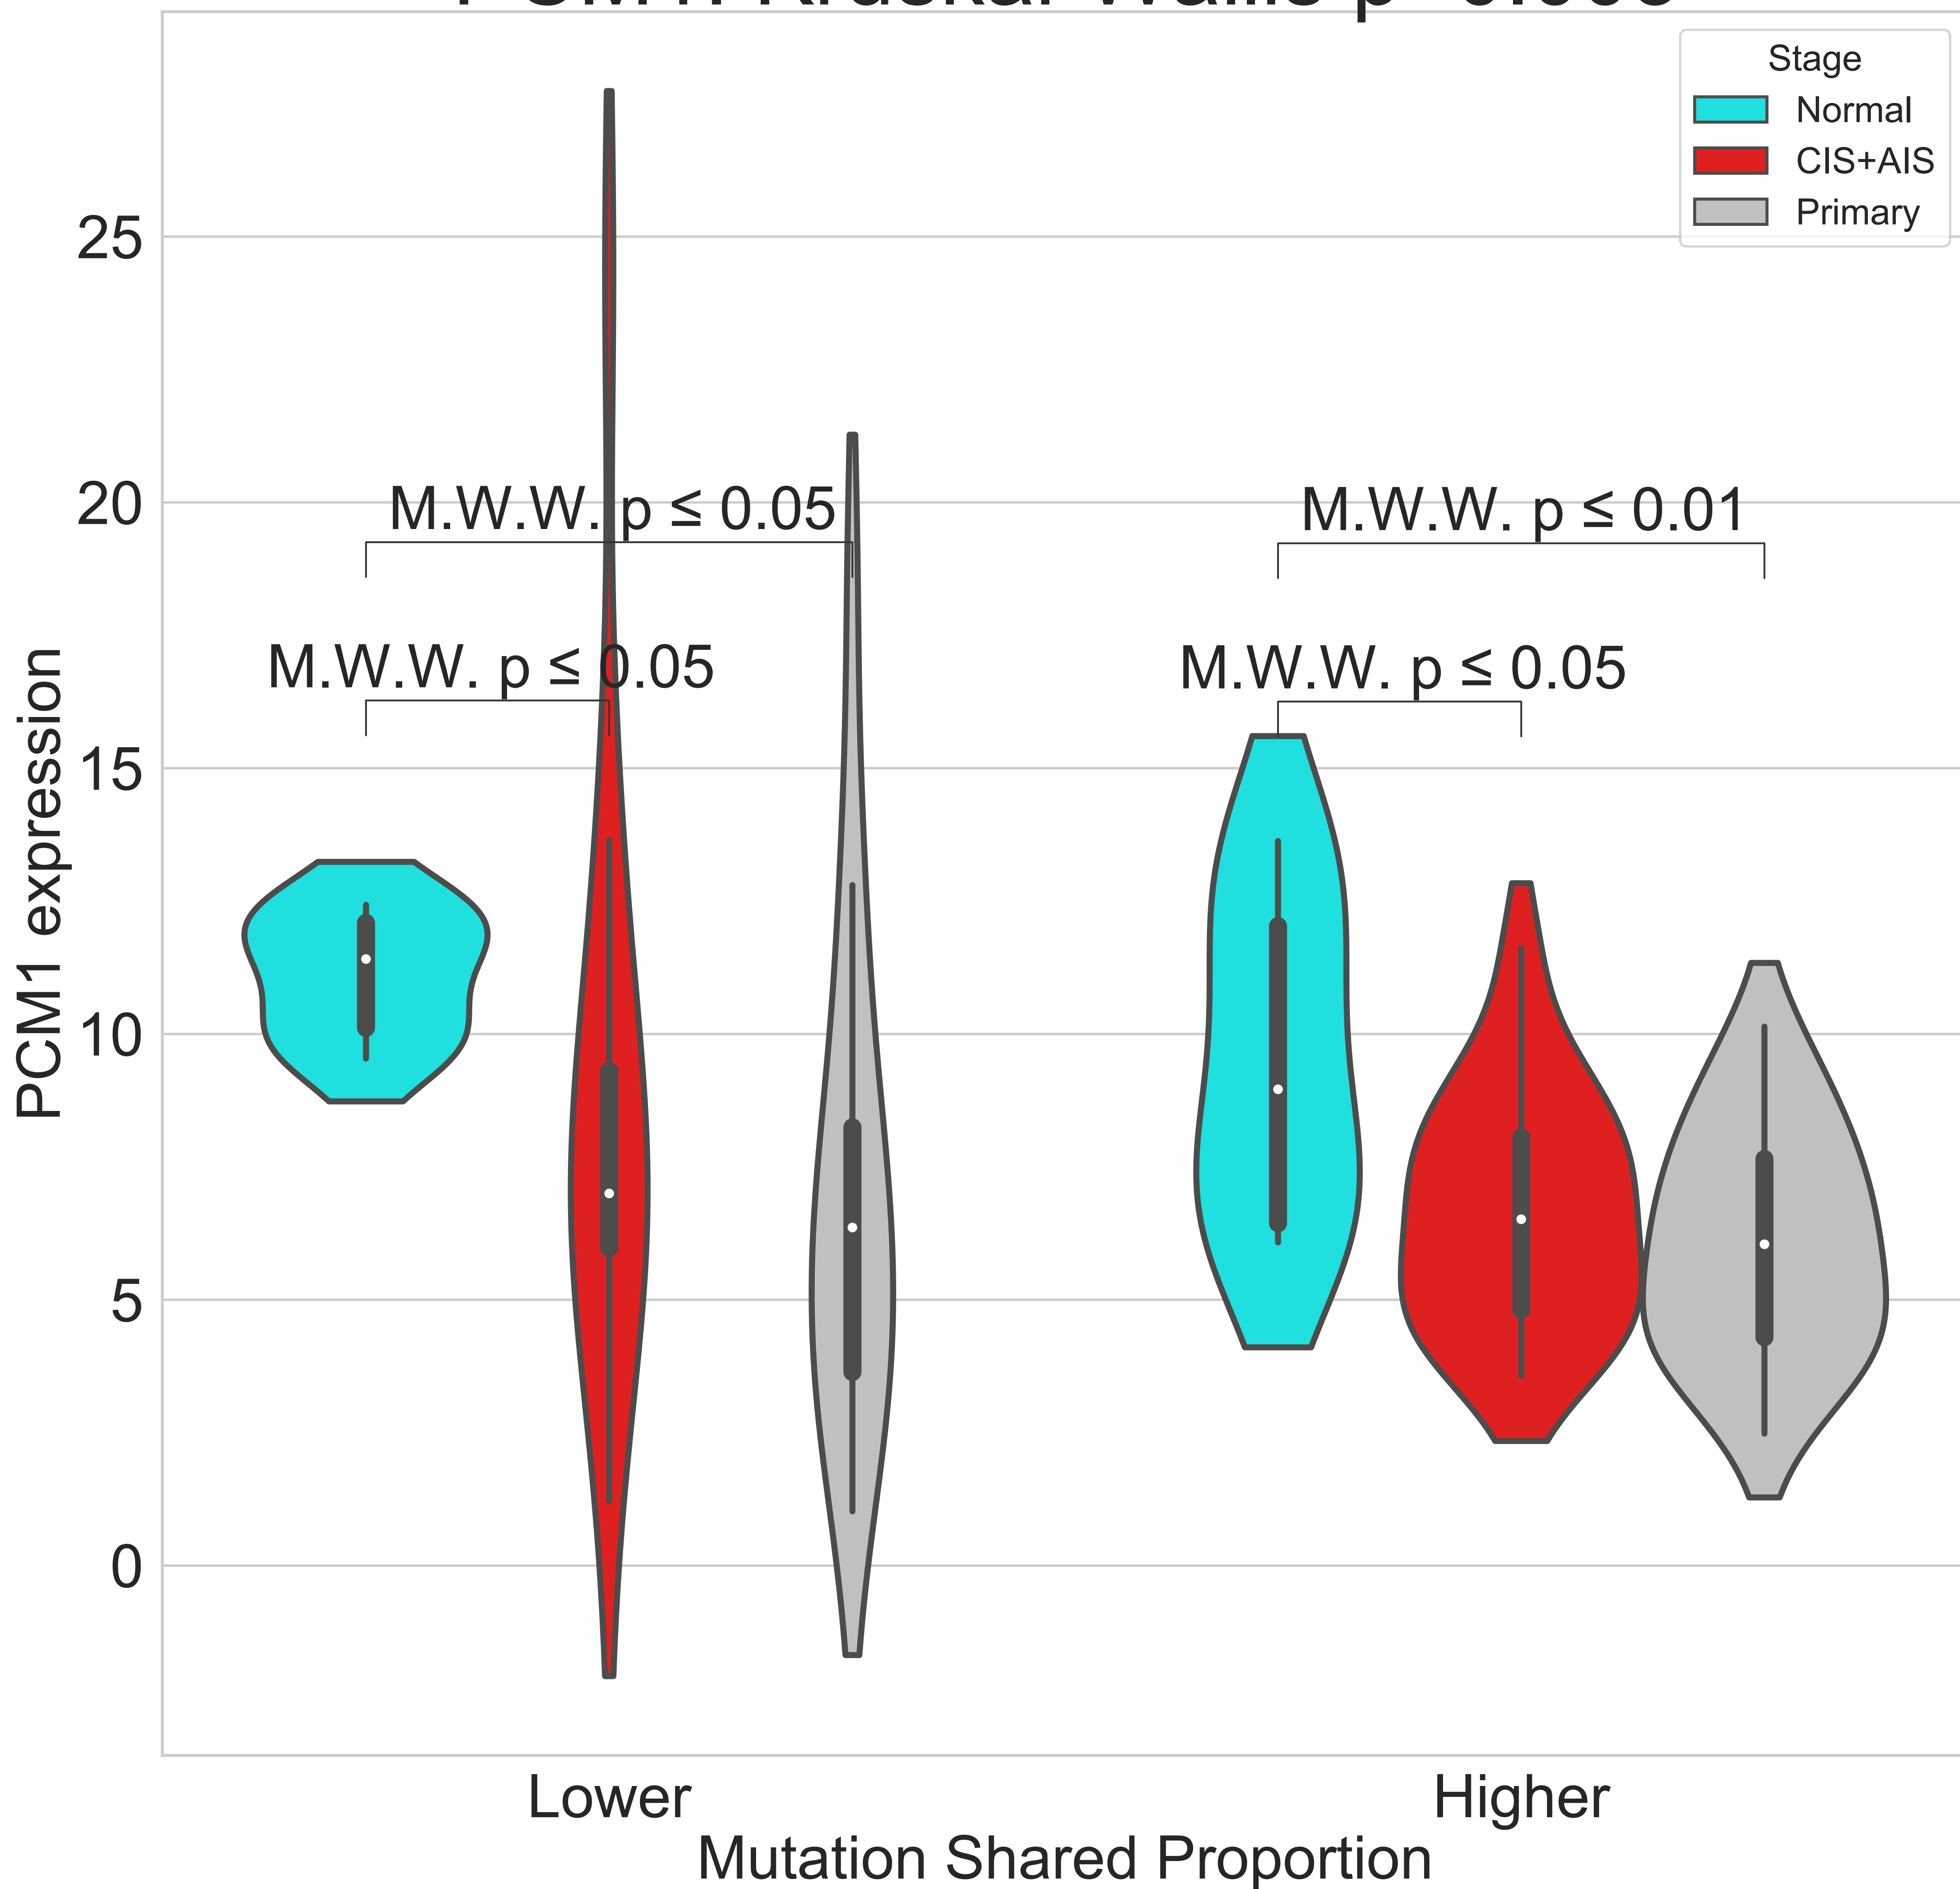 Stage
Normal
CIS+AIS
Primary
25
20
15
10
5
0
PCM1 expression
M.W.W. p ≤ 0.05
M.W.W. p ≤ 0.01
M.W.W. p ≤ 0.05
M.W.W. p ≤ 0.05
Lower
Higher
Mutation Shared Proportion